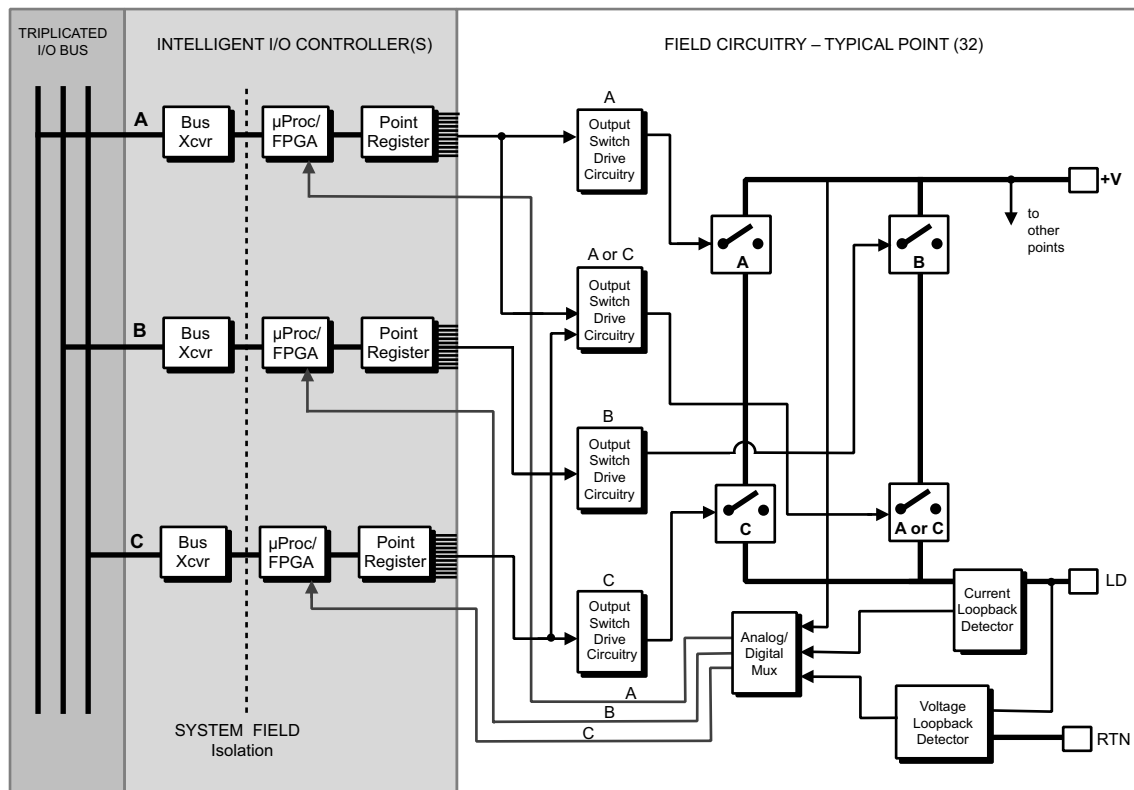 TRIPLICATED
I/O BUS
INTELLIGENT I/O CONTROLLER(S)
FIELD CIRCUITRY – TYPICAL POINT (32)
A
Bus
Xcvr
µProc/
FPGA
Point
Register
A
Output
Switch
Drive
Circuitry
+V
to
other
points
A
B
A or C
Output
Switch
Drive
Circuitry
B
Bus
Xcvr
µProc/
FPGA
Point
Register
B
Output
Switch
Drive
Circuitry
C
A or C
C
Bus
Xcvr
µProc/
FPGA
Point
Register
C
Output
Switch
Drive
Circuitry
Current
Loopback
Detector
LD
Analog/
Digital
Mux
A
B
C
Voltage
Loopback
Detector
RTN
SYSTEM FIELD
Isolation